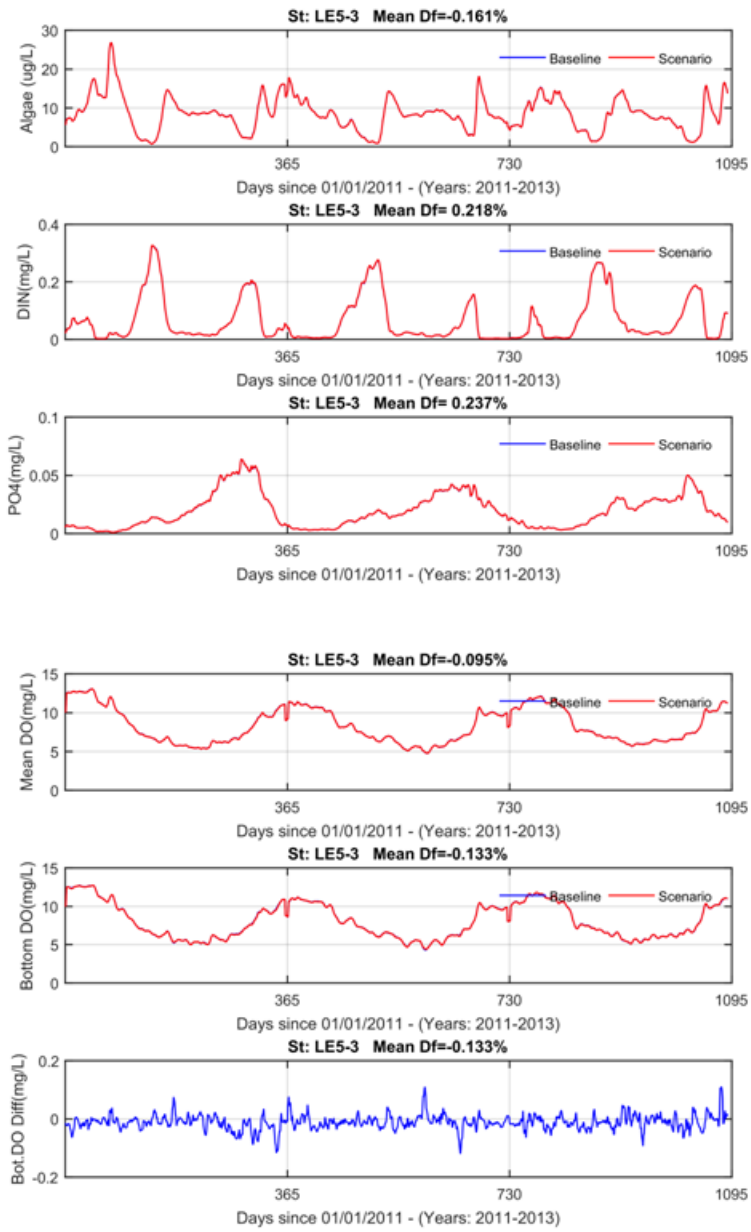 St: LE5-3 Mean Df=-0.161%
30
20
10
0
Algae (ug/L)
Baseline Scenario
365 730 1095
Days since 01/01/2011 - (Years: 2011-2013)
St: LE5-3 Mean Df= 0.218%
0.4
0.2
0
DIN(mg/L)
Baseline Scenario
365 730 1095
Days since 01/01/2011 - (Years: 2011-2013)
St: LE5-3 Mean Df= 0.237%
0.1
0.05
0
PO4(mg/L)
Baseline Scenario
365 730 1095
Days since 01/01/2011 - (Years: 2011-2013)
St: LE5-3 Mean Df=-0.095%
15
10
5
0
Mean DO(mg/L)
Baseline Scenario
365 730 1095
Days since 01/01/2011 - (Years: 2011-2013)
St: LE5-3 Mean Df=-0.133%
15
10
5
0
Bottom DO(mg/L)
Baseline Scenario
365 730 1095
Days since 01/01/2011 - (Years: 2011-2013)
St: LE5-3 Mean Df=-0.133%
0.2
0
-0.2
Bot.DO Diff(mg/L)
365 730 1095
Days since 01/01/2011 - (Years: 2011-2013)